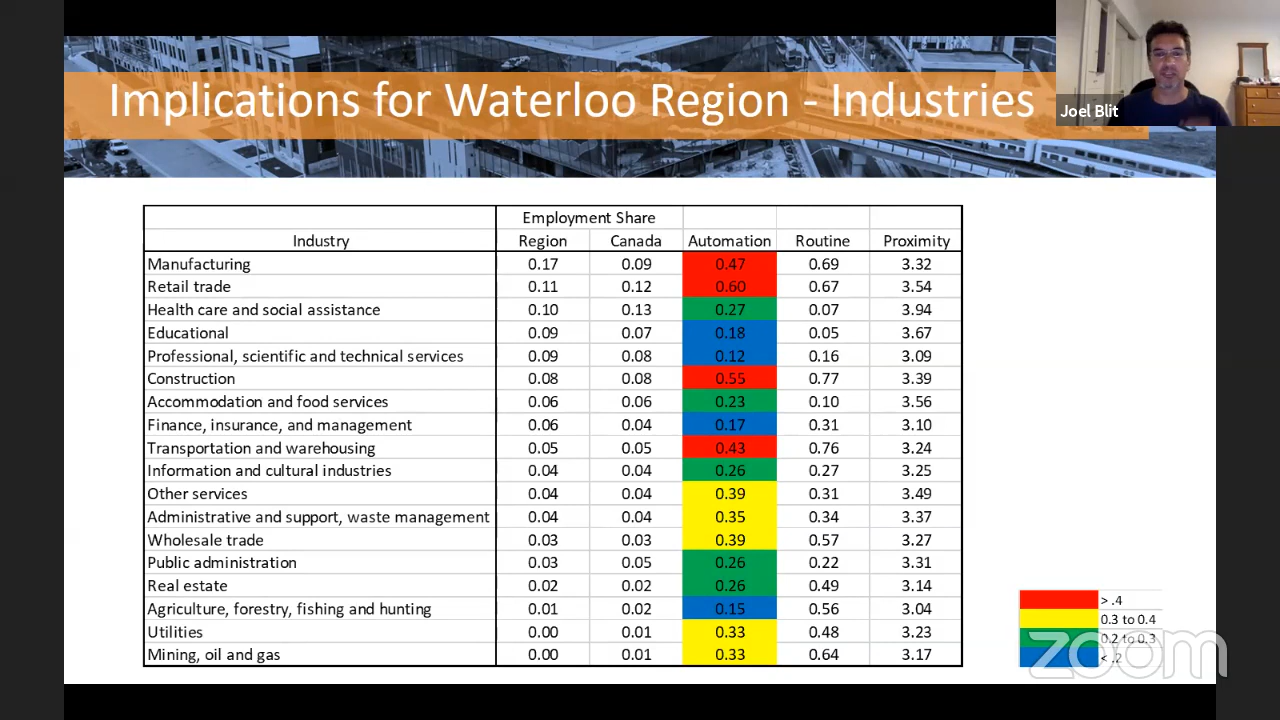 Implications for Waterloo Region - Industries
Joel Blit
Employment Share
Industry Region Canada Automation Routine Proximity
Manufacturing 0.17 0.09 0.47 0.69 3.32
Retail trade 0.11 0.12 0.60 0.67 3.54
Health care and social assistance 0.10 0.13 0.27 0.07 3.94
Educational 0.09 0.07 0.18 0.05 3.67
Professional, scientific and technical services 0.09 0.08 0.12 0.16 3.09
Construction 0.08 0.08 0.55 0.77 3.39
Accommodation and food services 0.06 0.06 0.23 0.10 3.56
Finance, insurance, and management 0.06 0.04 0.17 0.31 3.10
Transportation and warehousing 0.05 0.05 0.43 0.76 3.24
Information and cultural industries 0.04 0.04 0.26 0.27 3.25
Other services 0.04 0.04 0.39 0.31 3.49
Administrative and support, waste management 0.04 0.04 0.35 0.34 3.37
Wholesale trade 0.03 0.03 0.39 0.57 3.27
Public administration 0.03 0.05 0.26 0.22 3.31
Real estate 0.02 0.02 0.26 0.49 3.14
Agriculture, forestry, fishing and hunting 0.01 0.02 0.15 0.56 3.04
Utilities 0.00 0.01 0.33 0.48 3.23
Mining, oil and gas 0.00 0.01 0.33 0.64 3.17
> .4
0.3 to 0.4
0.2 to 0.3
< .2
zoom